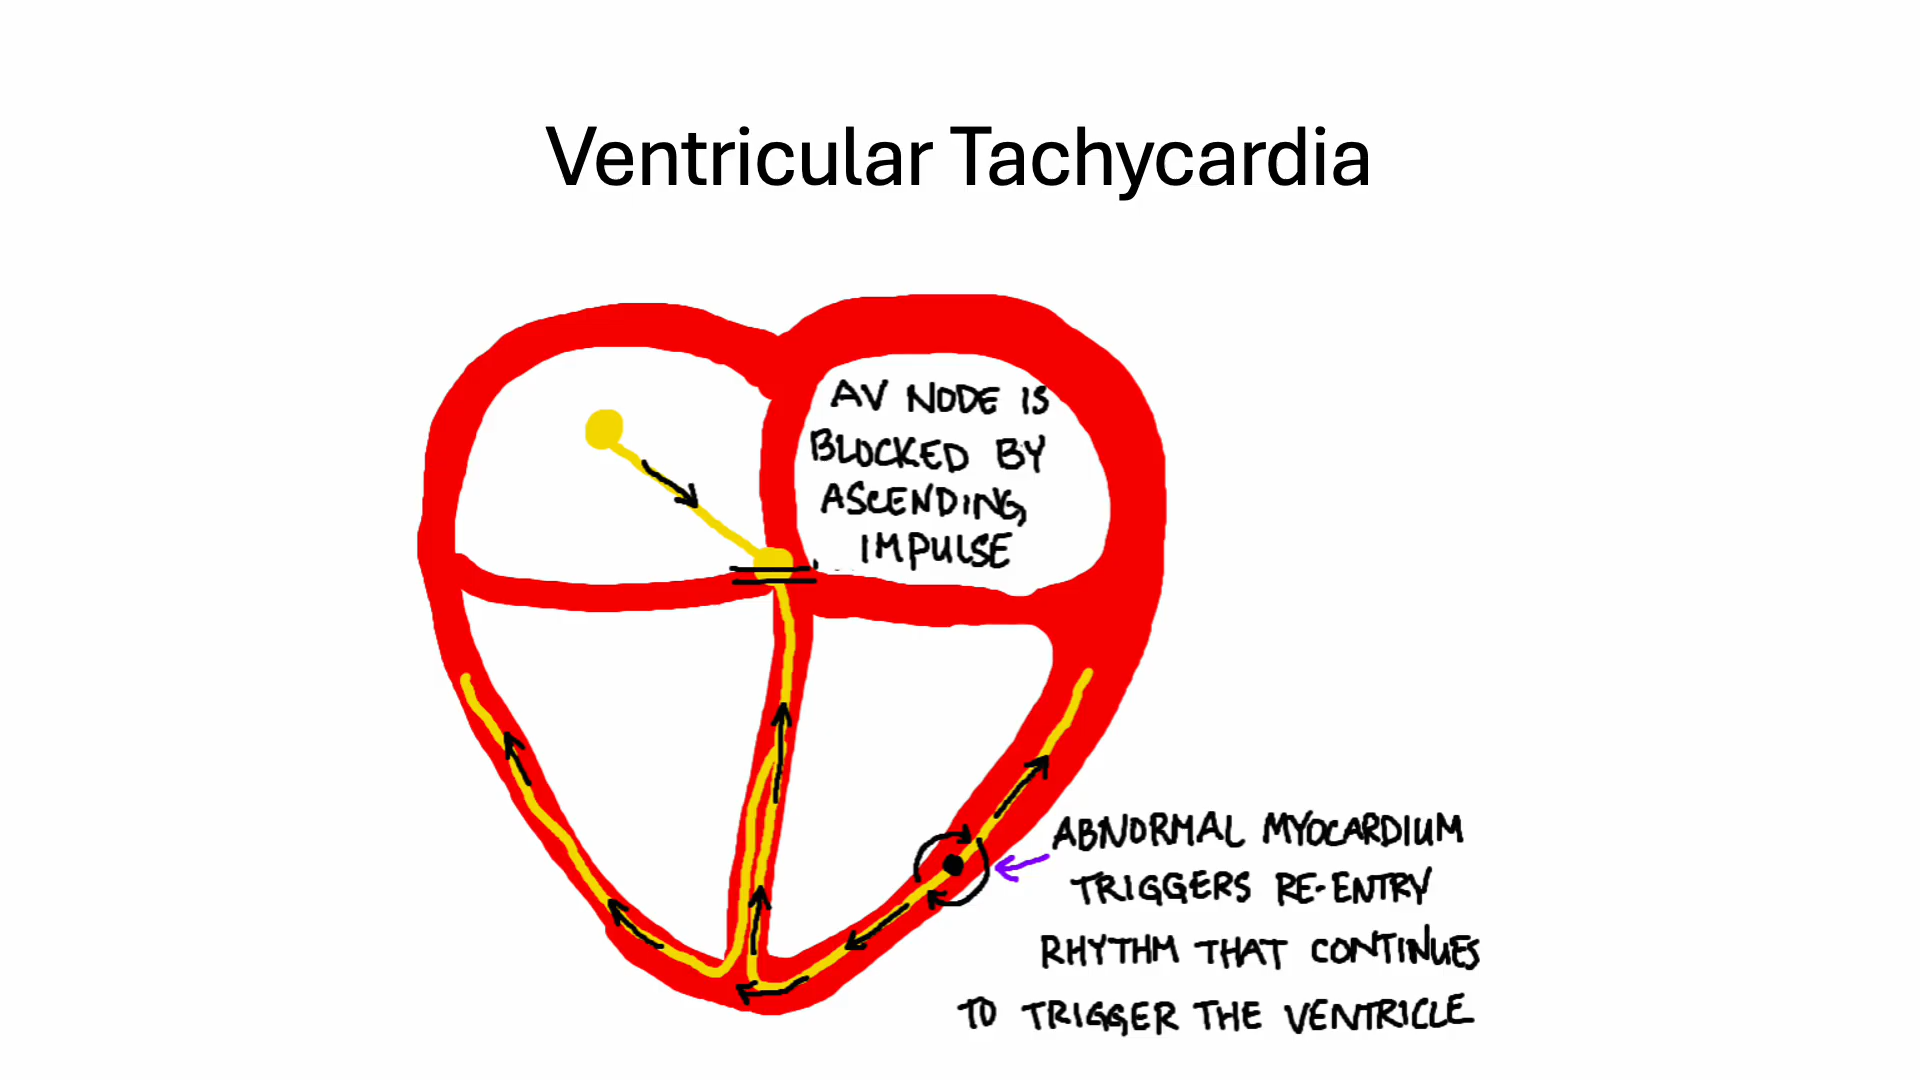 Ventricular Tachycardia
AV NODE IS
BLOCKED BY
ASCENDING
IMPULSE
ABNORMAL MYOCARDIUM
TRIGGERS RE-ENTRY
RHYTHM THAT CONTINUES
TO TRIGGER THE VENTRICLE